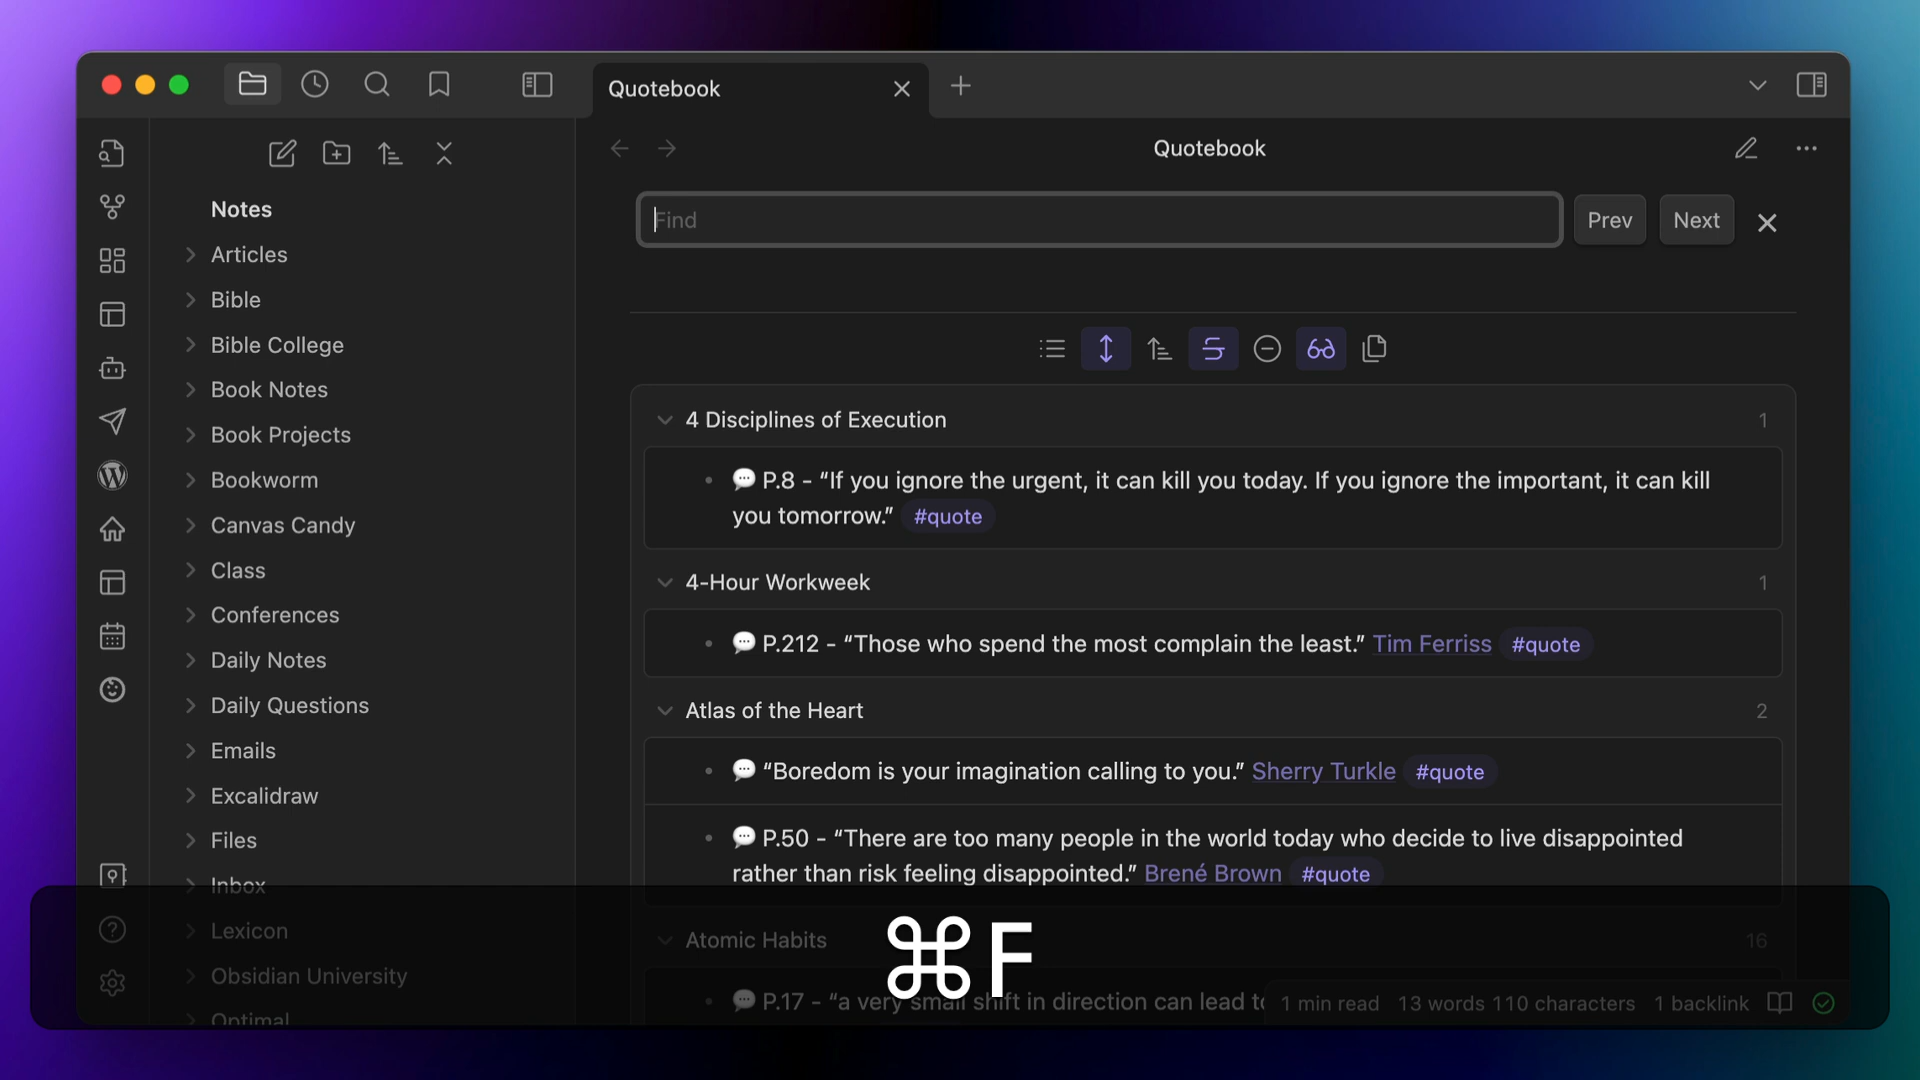 Quotebook
Quotebook
Find
Prev
Next
Notes
Articles
Bible
Bible College
Book Notes
Book Projects
Bookworm
Canvas Candy
Class
Conferences
Daily Notes
Daily Questions
Emails
Excalidraw
Files
Inbox
Lexicon
Obsidian University
Optimal
4 Disciplines of Execution 1
• 💬 P.8 - “If you ignore the urgent, it can kill you today. If you ignore the important, it can kill
you tomorrow.” #quote
4-Hour Workweek 1
• 💬 P.212 - “Those who spend the most complain the least.” Tim Ferriss #quote
Atlas of the Heart 2
• 💬 “Boredom is your imagination calling to you.” Sherry Turkle #quote
• 💬 P.50 - “There are too many people in the world today who decide to live disappointed
rather than risk feeling disappointed.” Brené Brown #quote
Atomic Habits 16
• 💬 P.17 - “a very small shift in direction can lead to
⌘F
1 min read 13 words 110 characters 1 backlink